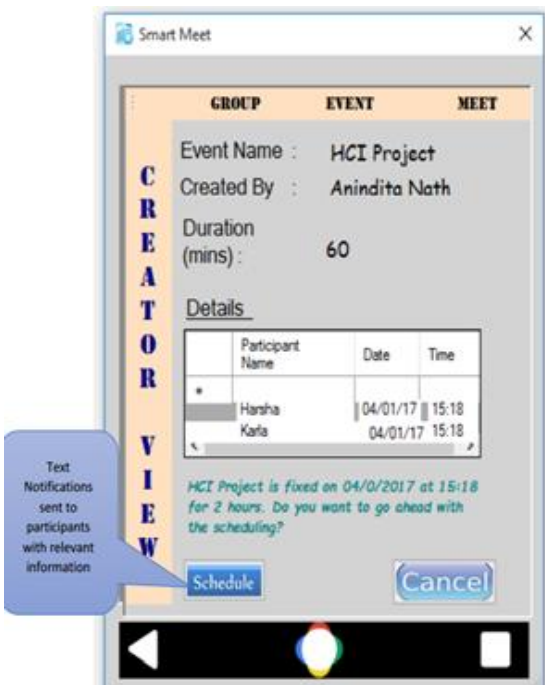 Smart Meet
GROUP EVENT MEET
CREATOR VIEW
Event Name : HCI Project
Created By : Anindita Nath
Duration
(mins) : 60
Details
Participant
Name Date Time
*
Harsha 04/01/17 15:18
Karla 04/01/17 15:18
HCI Project is fixed on 04/0/2017 at 15:18
for 2 hours. Do you want to go ahead with
the scheduling?
Schedule Cancel
Text
Notifications
sent to
participants
with relevant
information